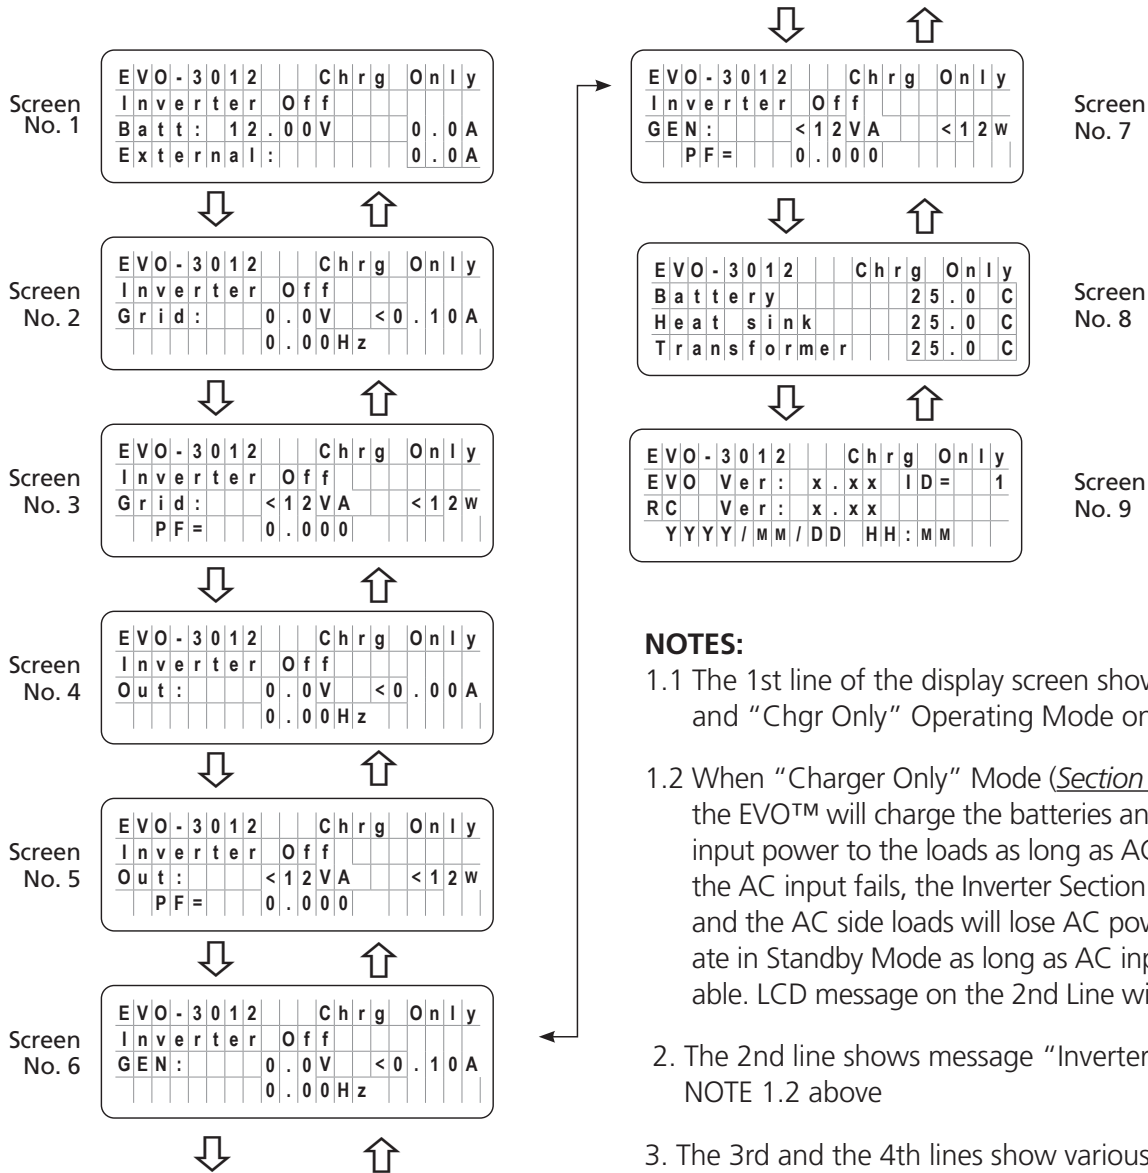 Screen No. 1
EVO-3012 Chrg Only
Inverter Off
Batt: 12.00V 0.0A
External: 0.0A
Screen No. 2
EVO-3012 Chrg Only
Inverter Off
Grid: 0.0V <0.10A
0.00Hz
Screen No. 3
EVO-3012 Chrg Only
Inverter Off
Grid: <12VA <12W
PF= 0.000
Screen No. 4
EVO-3012 Chrg Only
Inverter Off
Out: 0.0V <0.00A
0.00Hz
Screen No. 5
EVO-3012 Chrg Only
Inverter Off
Out: <12VA <12W
PF= 0.000
Screen No. 6
EVO-3012 Chrg Only
Inverter Off
GEN: 0.0V <0.10A
0.00Hz
EVO-3012 Chrg Only
Inverter Off
GEN: <12VA <12W
PF= 0.000
Screen No. 7
EVO-3012 Chrg Only
Battery 25.0 C
Heat sink 25.0 C
Transformer 25.0 C
Screen No. 8
EVO-3012 Chrg Only
EVO Ver: x.xx ID= 1
RC Ver: x.xx
YYYY/MM/DD HH:MM
Screen No. 9
NOTES:
1.1 The 1st line of the display screen
and "Chgr Only" Operating Mode
1.2 When "Charger Only" Mode (Section
the EVO™ will charge the batteries
input power to the loads as long as
the AC input fails, the Inverter Section
and the AC side loads will lose AC
ate in Standby Mode as long as AC
able. LCD message on the 2nd Line
2. The 2nd line shows message "Inverter
NOTE 1.2 above
3. The 3rd and the 4th lines show various